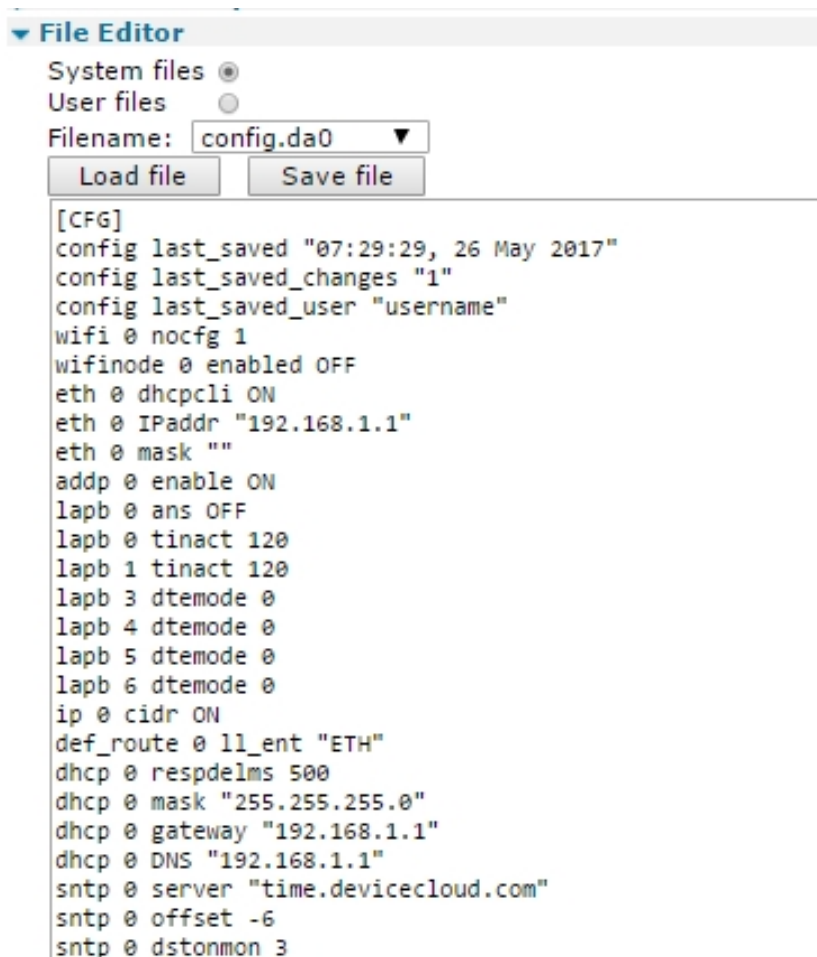 File Editor
System files
User files
Filename: config.da0
Load file Save file
[CFG]
config last_saved "07:29:29, 26 May 2017"
config last_saved_changes "1"
config last_saved_user "username"
wifi 0 nocfg 1
wifinode 0 enabled OFF
eth 0 dhcpcli ON
eth 0 IPaddr "192.168.1.1"
eth 0 mask ""
addp 0 enable ON
lapb 0 ans OFF
lapb 0 tinact 120
lapb 1 tinact 120
lapb 3 dtemode 0
lapb 4 dtemode 0
lapb 5 dtemode 0
lapb 6 dtemode 0
ip 0 cidr ON
def_route 0 ll_ent "ETH"
dhcp 0 respdelms 500
dhcp 0 mask "255.255.255.0"
dhcp 0 gateway "192.168.1.1"
dhcp 0 DNS "192.168.1.1"
sntp 0 server "time.devicecloud.com"
sntp 0 offset -6
sntp 0 dstonmon 3